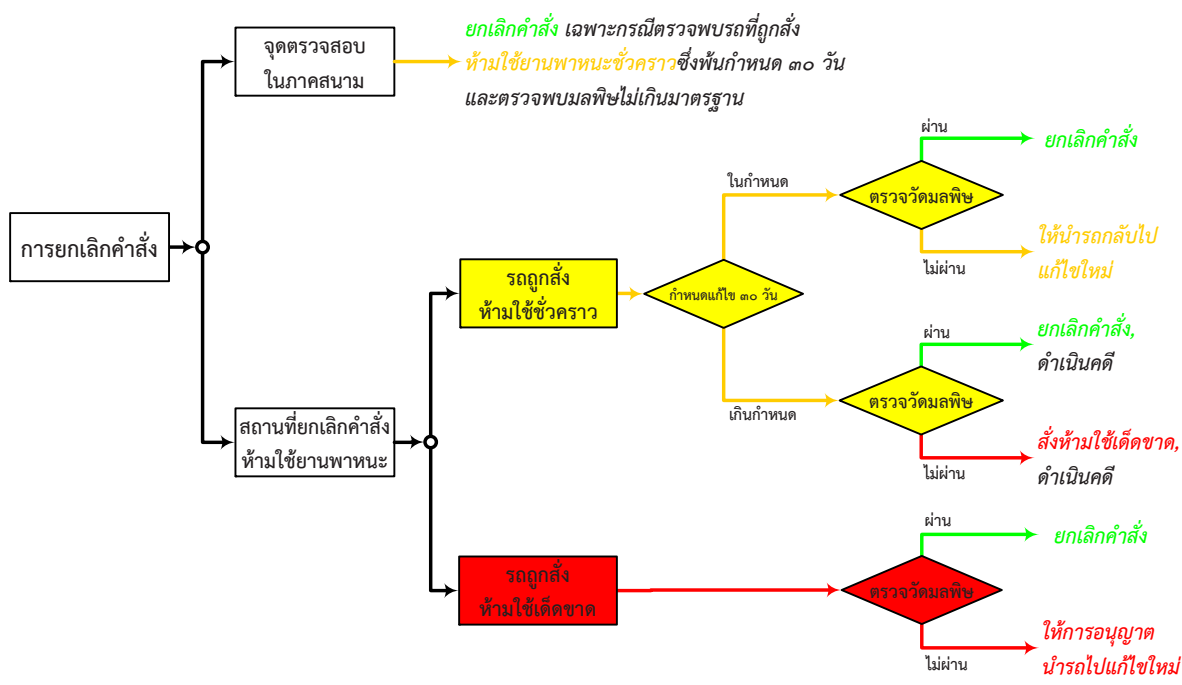 จุดตรวจสอบ
ในภาคสนาม
ยกเลิกคำสั่ง เฉพาะกรณีตรวจพบรถที่ถูกสั่ง
ห้ามใช้ยานพาหนะชั่วคราวซึ่งพ้นกำหนด ๓๐ วัน
และตรวจพบมลพิษไม่เกินมาตรฐาน
การยกเลิกคำสั่ง
สถานที่ยกเลิกคำสั่ง
ห้ามใช้ยานพาหนะ
รถถูกสั่ง
ห้ามใช้ชั่วคราว
กำหนดแก้ไข ๓๐ วัน
ในกำหนด
ตรวจวัดมลพิษ
ผ่าน
ยกเลิกคำสั่ง
ไม่ผ่าน
ให้นำรถกลับไป
แก้ไขใหม่
เกินกำหนด
ตรวจวัดมลพิษ
ผ่าน
ยกเลิกคำสั่ง,
ดำเนินคดี
ไม่ผ่าน
สั่งห้ามใช้เด็ดขาด,
ดำเนินคดี
รถถูกสั่ง
ห้ามใช้เด็ดขาด
ตรวจวัดมลพิษ
ผ่าน
ยกเลิกคำสั่ง
ไม่ผ่าน
ให้การอนุญาต
นำรถไปแก้ไขใหม่